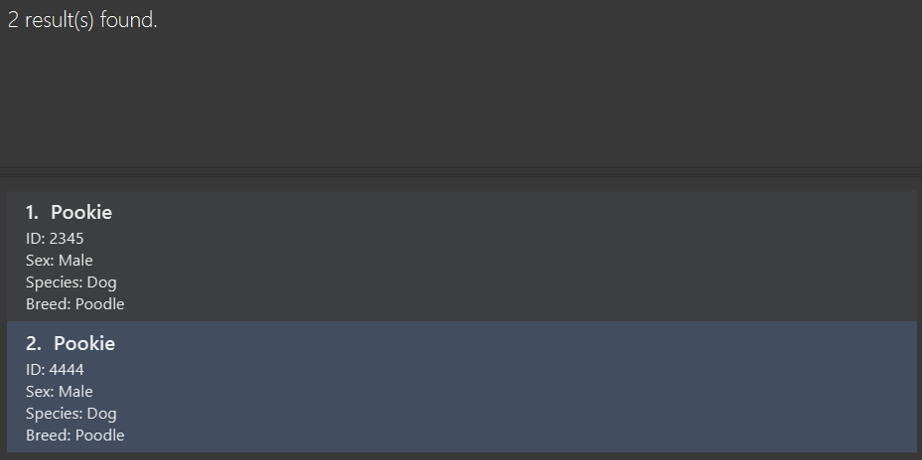 2 result(s) found.
1. Pookie
ID: 2345
Sex: Male
Species: Dog
Breed: Poodle
2. Pookie
ID: 4444
Sex: Male
Species: Dog
Breed: Poodle